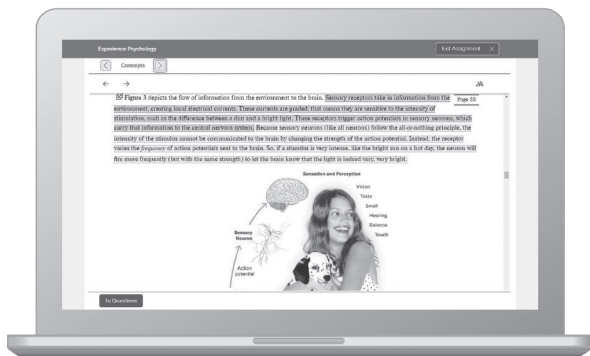 Experience Psychology
Exit Assignment ×
Concepts
JA
Figure 3 depicts the flow of information from the environment to the brain. Sensory receptors take in information from the
Page 88
environment, creating local electrical currents. These currents are graded; that means they are sensitive to the intensity of
stimulation, such as the difference between a dim and a bright light. These receptors trigger action potentials in sensory neurons, which
carry that information to the central nervous system. Because sensory neurons (like all neurons) follow the all-or-nothing principle, the
intensity of the stimulus cannot be communicated to the brain by changing the strength of the action potential. Instead, the receptor
varies the frequency of action potentials sent to the brain. So, if a stimulus is very intense, like the bright sun on a hot day, the neuron will
fire more frequently (but with the same strength) to let the brain know that the light is indeed very, very bright.
Sensation and Perception
Vision
Taste
Smell
Hearing
Balance
Touch
Sensory
Neuron
Action
potential
To Questions